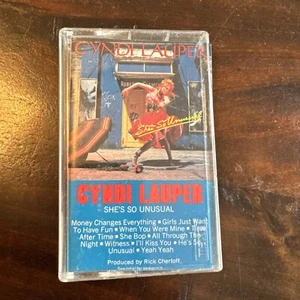 CYNDI LAUPER
She's So Unusual
CYNDI LAUPER
SHE'S SO UNUSUAL
Money Changes Everything ■ Girls Just Want
To Have Fun ■ When You Were Mine ■ Time
After Time ■ She Bop ■ All Through The
Night ■ Witness ■ I'll Kiss You ■ He's So
Unusual ■ Yeah Yeah
Produced by Rick Chertoff